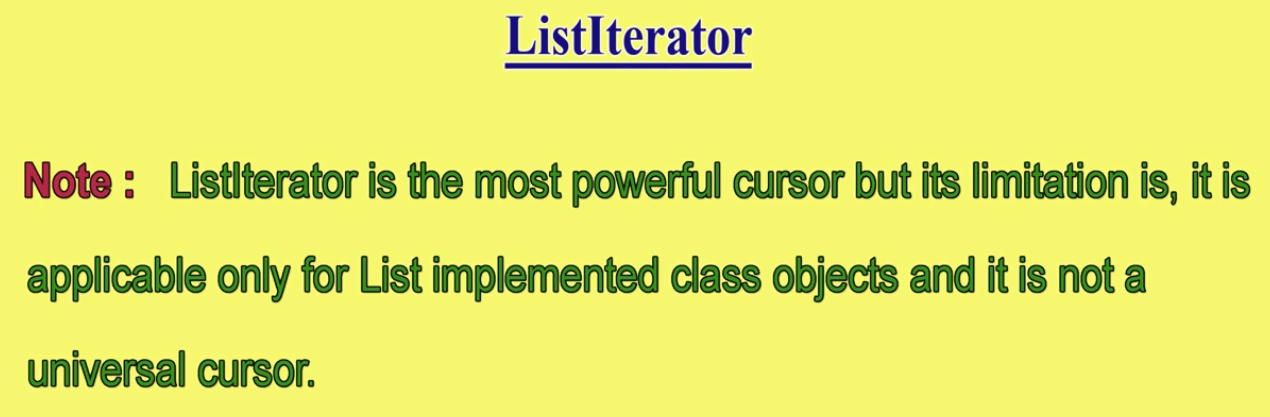 ListIterator
Note : ListIterator is the most powerful cursor but its limitation is, it is
applicable only for List implemented class objects and it is not a
universal cursor.